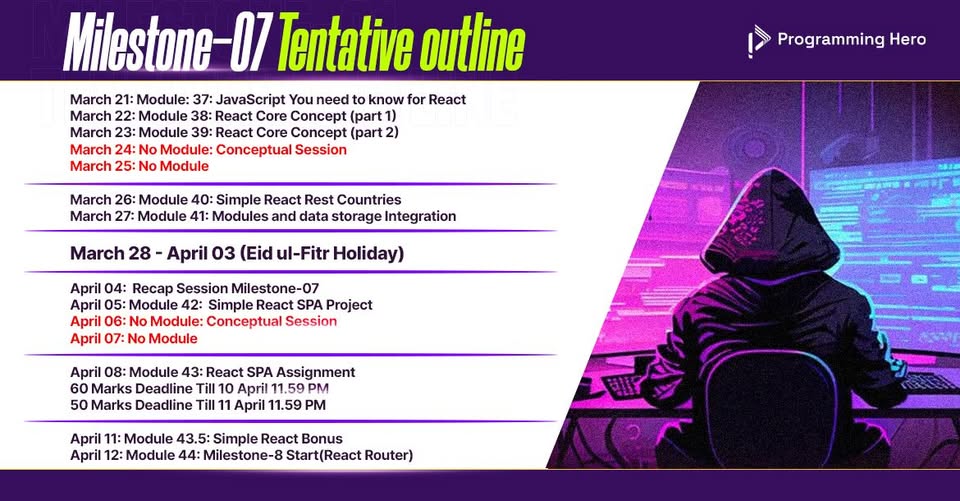 Milestone-07 Tentative outline
Programming Hero
March 21: Module: 37: JavaScript You need to know for React
March 22: Module 38: React Core Concept (part 1)
March 23: Module 39: React Core Concept (part 2)
March 24: No Module: Conceptual Session
March 25: No Module
March 26: Module 40: Simple React Rest Countries
March 27: Module 41: Modules and data storage Integration
March 28 - April 03 (Eid ul-Fitr Holiday)
April 04: Recap Session Milestone-07
April 05: Module 42: Simple React SPA Project
April 06: No Module: Conceptual Session
April 07: No Module
April 08: Module 43: React SPA Assignment
60 Marks Deadline Till 10 April 11.59 PM
50 Marks Deadline Till 11 April 11.59 PM
April 11: Module 43.5: Simple React Bonus
April 12: Module 44: Milestone-8 Start(React Router)